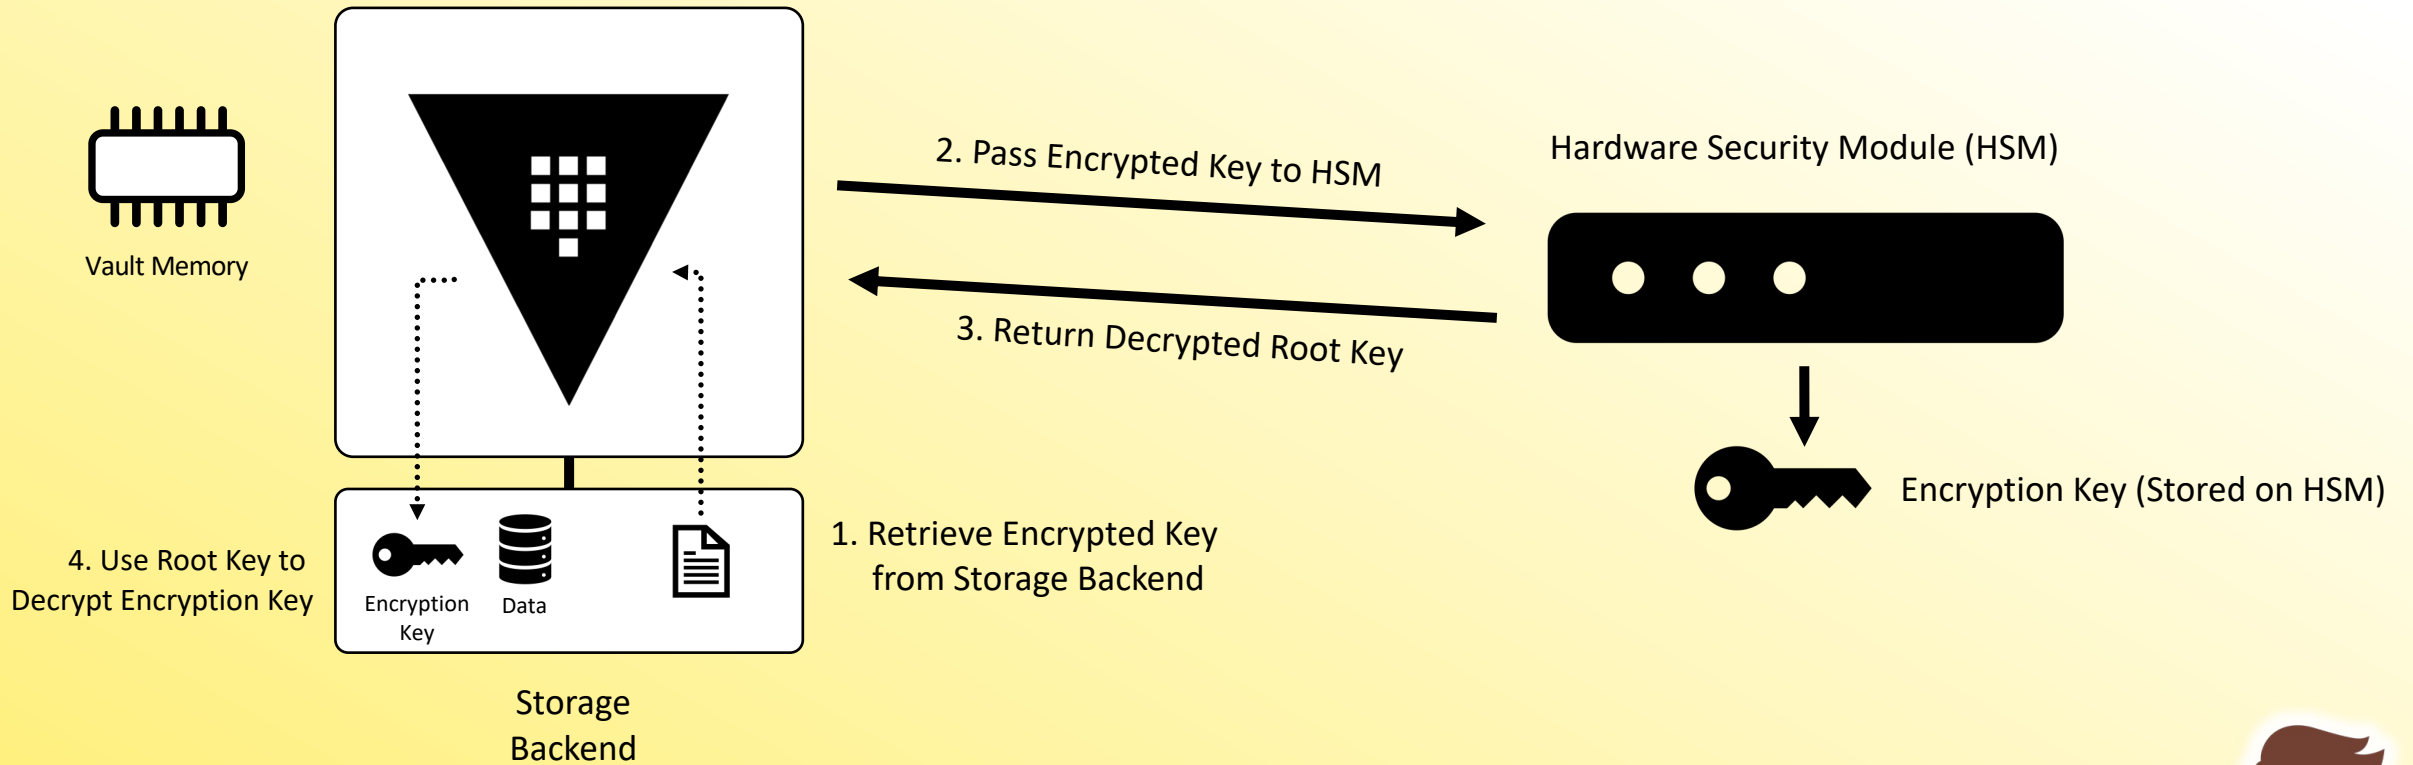 Vault Memory
2. Pass Encrypted Key to HSM
Hardware Security Module (HSM)
3. Return Decrypted Root Key
Encryption Key (Stored on HSM)
1. Retrieve Encrypted Key
from Storage Backend
4. Use Root Key to
Decrypt Encryption Key
Encryption
Key
Data
Storage
Backend